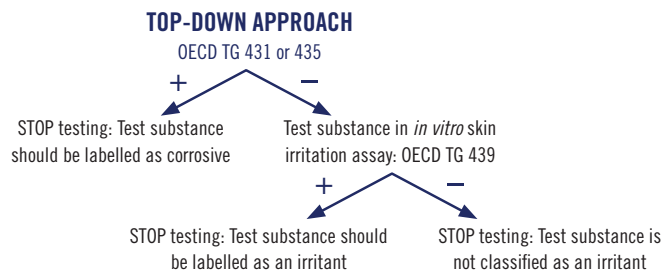 TOP-DOWN APPROACH
OECD TG 431 or 435
+
–
STOP testing: Test substance
should be labelled as corrosive
Test substance in in vitro skin
irritation assay: OECD TG 439
+
–
STOP testing: Test substance should
be labelled as an irritant
STOP testing: Test substance is
not classified as an irritant